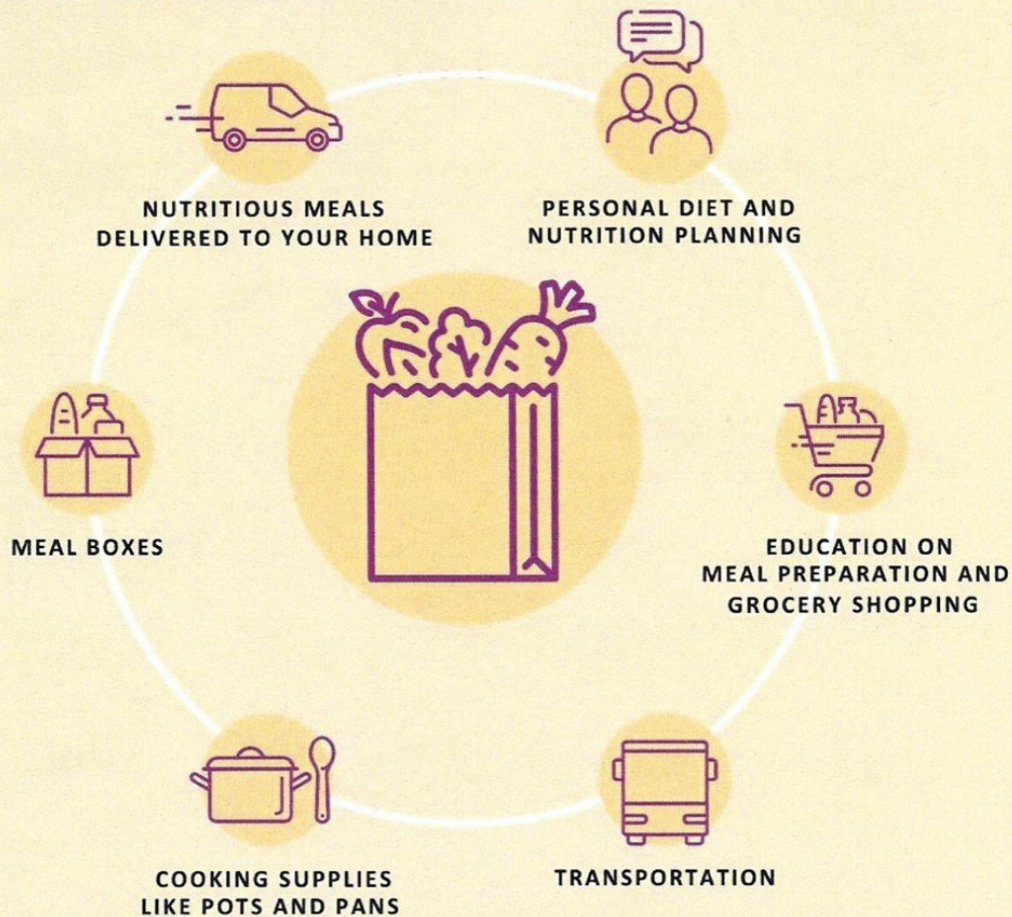 NUTRITIOUS MEALS
DELIVERED TO YOUR HOME
PERSONAL DIET AND
NUTRITION PLANNING
MEAL BOXES
EDUCATION ON
MEAL PREPARATION AND
GROCERY SHOPPING
COOKING SUPPLIES
LIKE POTS AND PANS
TRANSPORTATION